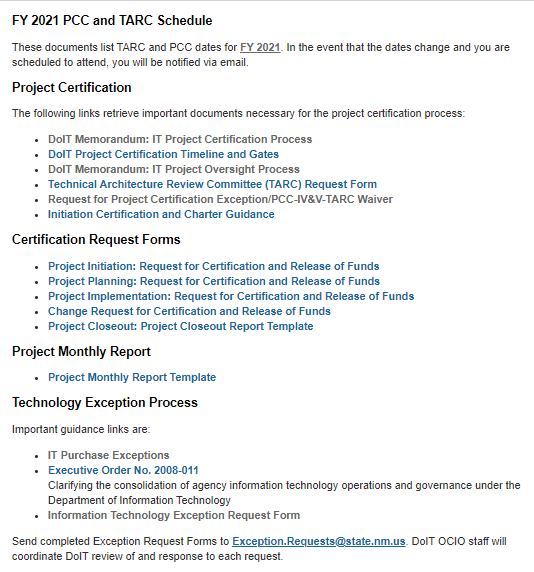 FY 2021 PCC and TARC Schedule
These documents list TARC and PCC dates for FY 2021. In the event that the dates change and you are
scheduled to attend, you will be notified via email.
Project Certification
The following links retrieve important documents necessary for the project certification process:
• DoIT Memorandum: IT Project Certification Process
• DoIT Project Certification Timeline and Gates
• DoIT Memorandum: IT Project Oversight Process
• Technical Architecture Review Committee (TARC) Request Form
• Request for Project Certification Exception/PCC-IV&V-TARC Waiver
• Initiation Certification and Charter Guidance
Certification Request Forms
• Project Initiation: Request for Certification and Release of Funds
• Project Planning: Request for Certification and Release of Funds
• Project Implementation: Request for Certification and Release of Funds
• Change Request for Certification and Release of Funds
• Project Closeout: Project Closeout Report Template
Project Monthly Report
• Project Monthly Report Template
Technology Exception Process
Important guidance links are:
• IT Purchase Exceptions
• Executive Order No. 2008-011
Clarifying the consolidation of agency information technology operations and governance under the
Department of Information Technology
• Information Technology Exception Request Form
Send completed Exception Request Forms to Exception.Requests@state.nm.us. DoIT OCIO staff will
coordinate DoIT review of and response to each request.